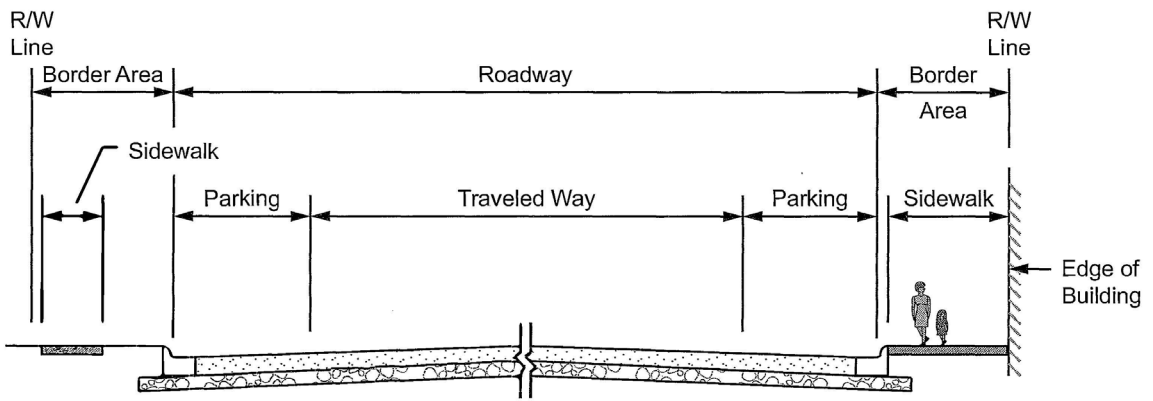 R/W
Line
R/W
Line
Border Area
Roadway
Border
Area
Sidewalk
Parking
Traveled Way
Parking
Sidewalk
Edge of
Building